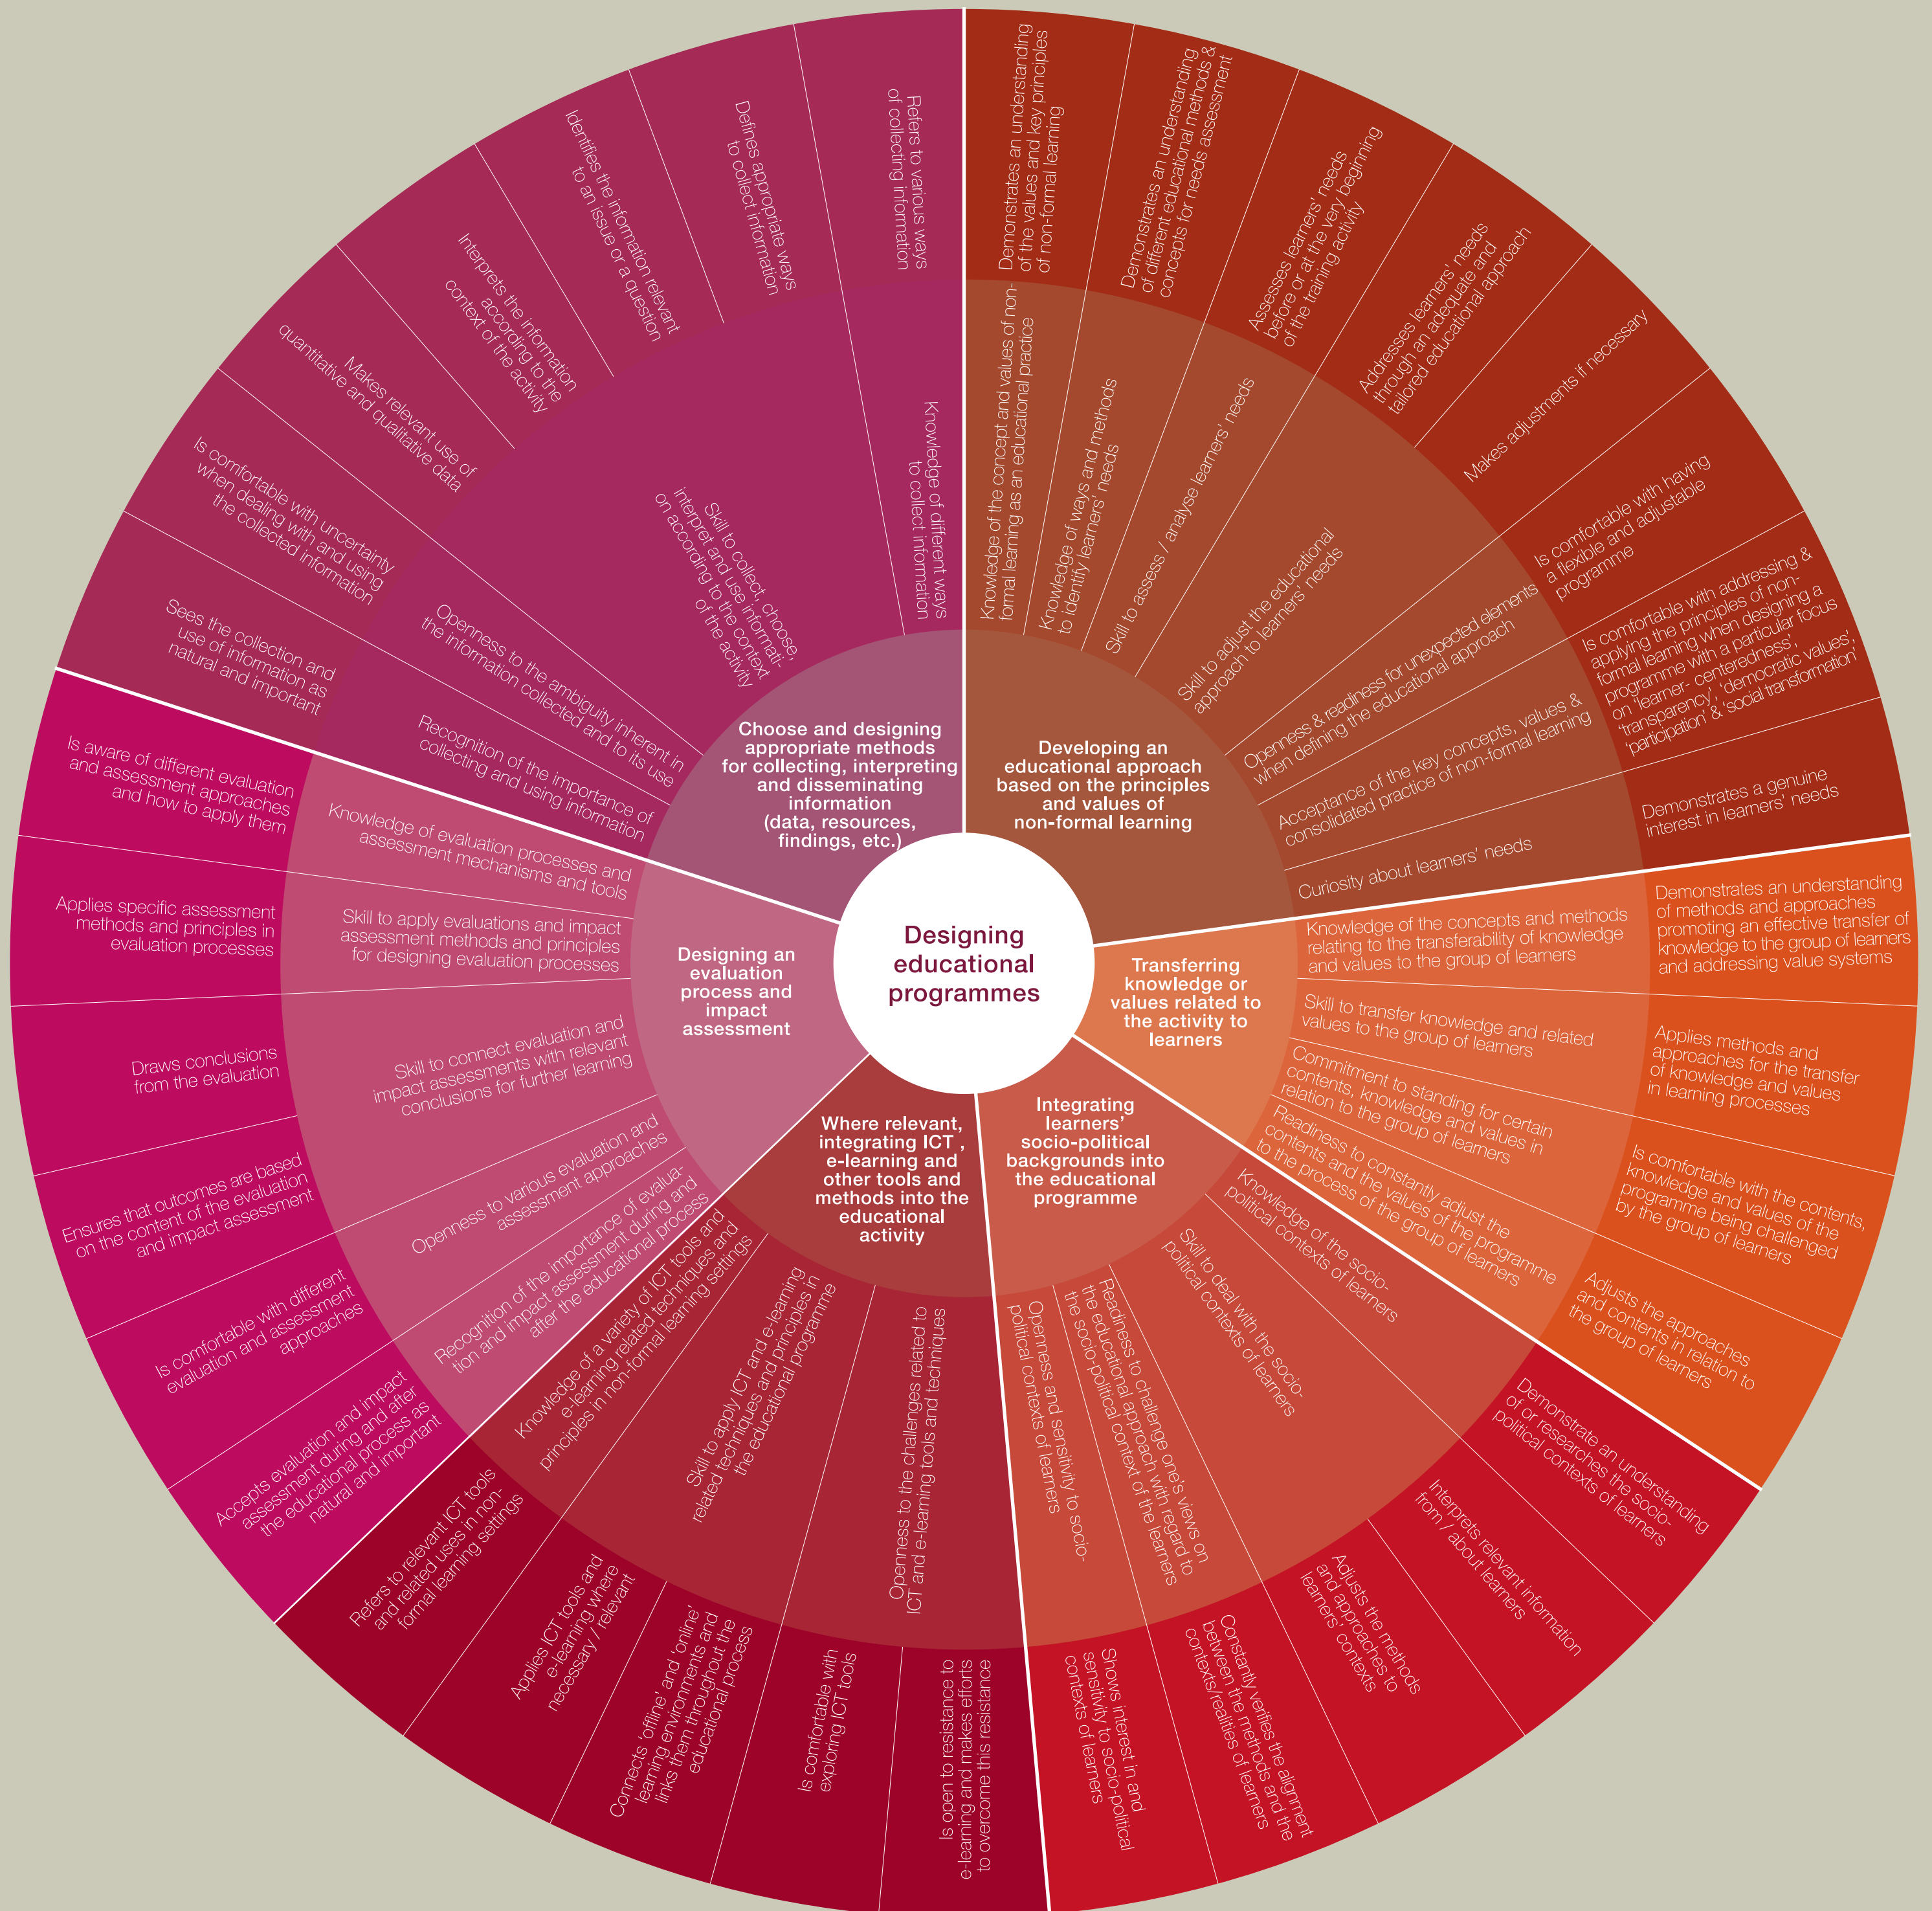 Designing
educational
programmes
Developing an
educational approach
based on the principles
and values of
non-formal learning
Knowledge of the concept and values of non-
formal learning as an educational practice
Knowledge of ways and methods
to identify learners' needs
Skill to assess / analyse learners' needs
Skill to adjust the educational
approach to learners' needs
Openness & readiness for unexpected elements
when defining the educational approach
Acceptance of the key concepts, values &
consolidated practice of non-formal learning
Curiosity about learners' needs
Demonstrates an understanding
of the values and key principles
of non-formal learning
Demonstrates an understanding
of different educational methods &
concepts for needs assessment
Assesses learners' needs
before or at the very beginning
of the training activity
Addresses learners' needs
through an adequate and
tailored educational approach
Makes adjustments if necessary
Is comfortable with having
a flexible and adjustable
programme
Is comfortable with addressing &
applying the principles of non-
formal learning when designing a
programme with a particular focus
on 'learner- centeredness',
'transparency', 'democratic values',
'participation' & 'social transformation'
Demonstrates a genuine
interest in learners' needs
Transferring
knowledge or
values related to
the activity to
learners
Knowledge of the concepts and methods
relating to the transferability of knowledge
and values to the group of learners
Skill to transfer knowledge and related
values to the group of learners
Commitment to standing for certain
contents, knowledge and values in
relation to the group of learners
Readiness to constantly adjust the
contents and the values of the programme
to the process of the group of learners
Demonstrates an understanding
of methods and approaches
promoting an effective transfer of
knowledge to the group of learners
and addressing value systems
Applies methods and
approaches for the transfer
of knowledge and values
in learning processes
Is comfortable with the contents,
knowledge and values of the
programme being challenged
by the group of learners
Adjusts the approaches
and contents in relation to
the group of learners
Integrating
learners'
socio-political
backgrounds into
the educational
programme
Knowledge of the socio-
political contexts of learners
Skill to deal with the socio-
political contexts of learners
Readiness to challenge one's views on
the educational approach with regard to
the socio-political context of the learners
Openness and sensitivity to socio-
political contexts of learners
Demonstrate an understanding
of or researches the socio-
political contexts of learners
Interprets relevant information
from / about learners
Adjusts the methods
and approaches to
learners' contexts
Constantly verifies the alignment
between the methods and the
contexts/realities of learners
Shows interest in and
sensitivity to socio-political
contexts of learners
Where relevant,
integrating ICT ,
e-learning and
other tools and
methods into the
educational
activity
Openness to the challenges related to
ICT and e-learning tools and techniques
Skill to apply ICT and e-learning
related techniques and principles in
the educational programme
Knowledge of a variety of ICT tools and
e-learning related techniques and
principles in non-formal learning settings
Is open to resistance to
e-learning and makes efforts
to overcome this resistance
Is comfortable with
exploring ICT tools
Connects 'offline' and 'online'
learning environments and
links them throughout the
educational process
Applies ICT tools and
e-learning where
necessary / relevant
Refers to relevant ICT tools
and related uses in non-
formal learning settings
Designing an
evaluation
process and
impact
assessment
Recognition of the importance of evalua-
tion and impact assessment during and
after the educational process
Openness to various evaluation and
assessment approaches
Skill to connect evaluation and
impact assessments with relevant
conclusions for further learning
Skill to apply evaluations and impact
assessment methods and principles
for designing evaluation processes
Knowledge of evaluation processes and
assessment mechanisms and tools
Accepts evaluation and impact
assessment during and after
the educational process as
natural and important
Is comfortable with different
evaluation and assessment
approaches
Ensures that outcomes are based
on the content of the evaluation
and impact assessment
Draws conclusions
from the evaluation
Applies specific assessment
methods and principles in
evaluation processes
Is aware of different evaluation
and assessment approaches
and how to apply them
Choose and designing
appropriate methods
for collecting, interpreting
and disseminating
information
(data, resources,
findings, etc.)
Recognition of the importance of
collecting and using information
Openness to the ambiguity inherent in
the information collected and to its use
Skill to collect, choose,
interpret and use informati-
on according to the context
of the activity
Knowledge of different ways
to collect information
Sees the collection and
use of information as
natural and important
Is comfortable with uncertainty
when dealing with and using
the collected information
Makes relevant use of
quantitative and qualitative data
Interprets the information
according to the
context of the activity
Identifies the information relevant
to an issue or a question
Defines appropriate ways
to collect information
Refers to various ways
of collecting information